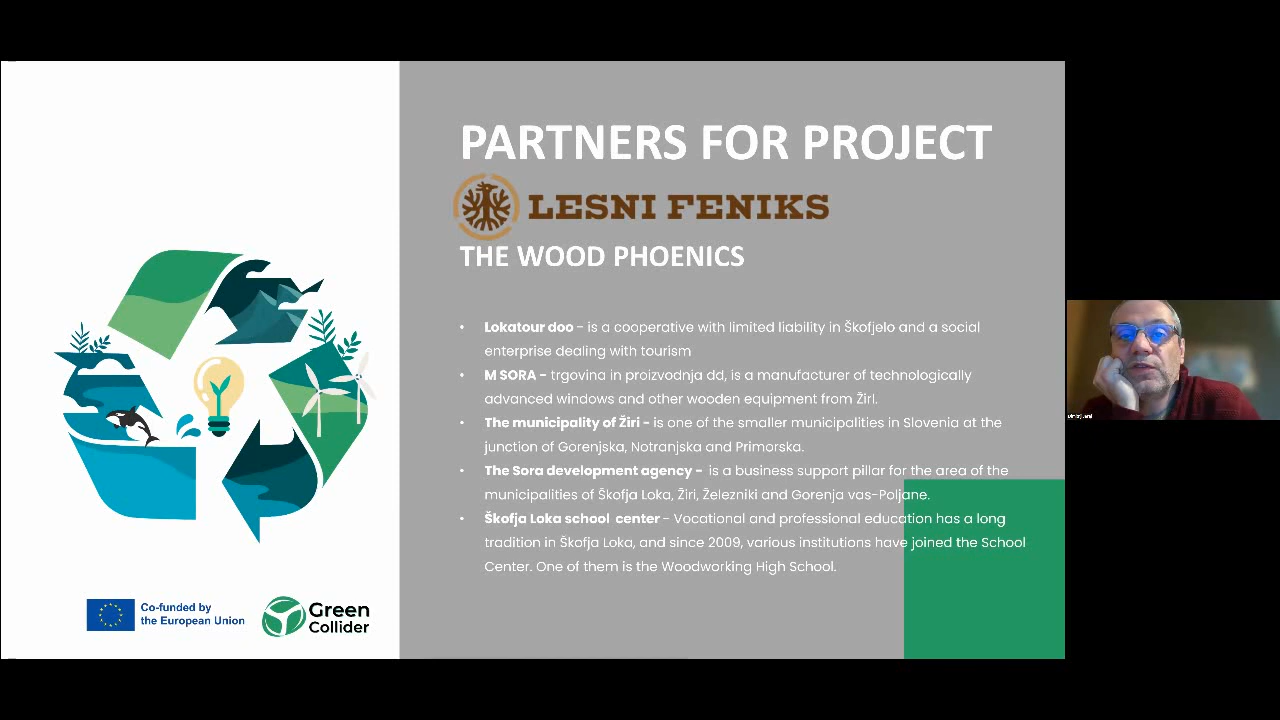 PARTNERS FOR PROJECT
LESNI FENIKS
THE WOOD PHOENICS
• Lokatour doo - is a cooperative with limited liability in Škofjelo and a social
enterprise dealing with tourism
• M SORA - trgovina in proizvodnja dd, is a manufacturer of technologically
advanced windows and other wooden equipment from ŽirI.
• The municipality of Žiri - is one of the smaller municipalities in Slovenia at the
junction of Gorenjska, Notranjska and Primorska.
• The Sora development agency - is a business support pillar for the area of the
municipalities of Škofja Loka, Žiri, Železniki and Gorenja vas-Poljane.
• Škofja Loka school center - Vocational and professional education has a long
tradition in Škofja Loka, and since 2009, various institutions have joined the School
Center. One of them is the Woodworking High School.
Co-funded by
the European Union
Green
Collider